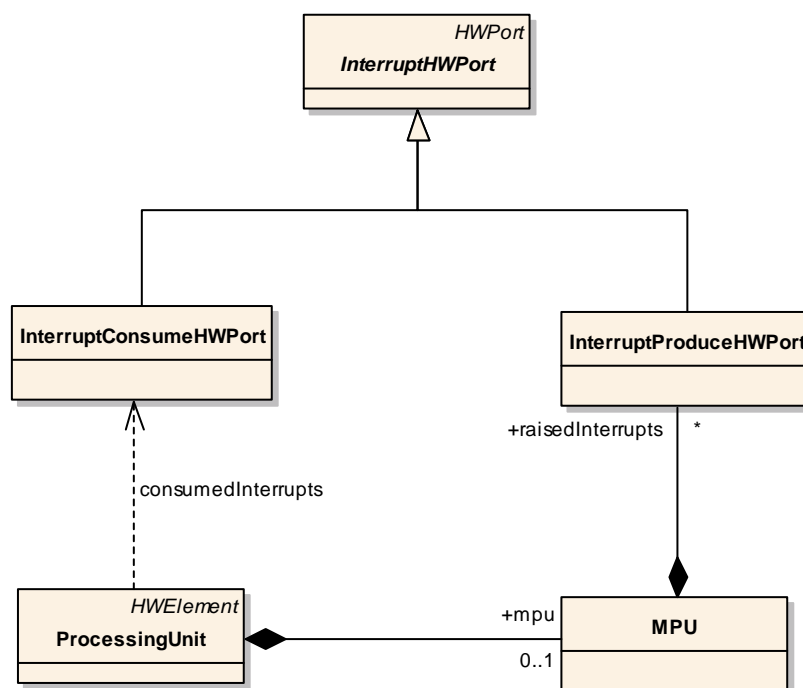 HWPort
InterruptHWPort
InterruptConsumeHWPort
InterruptProduceHWPort
+raisedInterrupts *
consumedInterrupts
HWElement
ProcessingUnit
+mpu
0..1
MPU